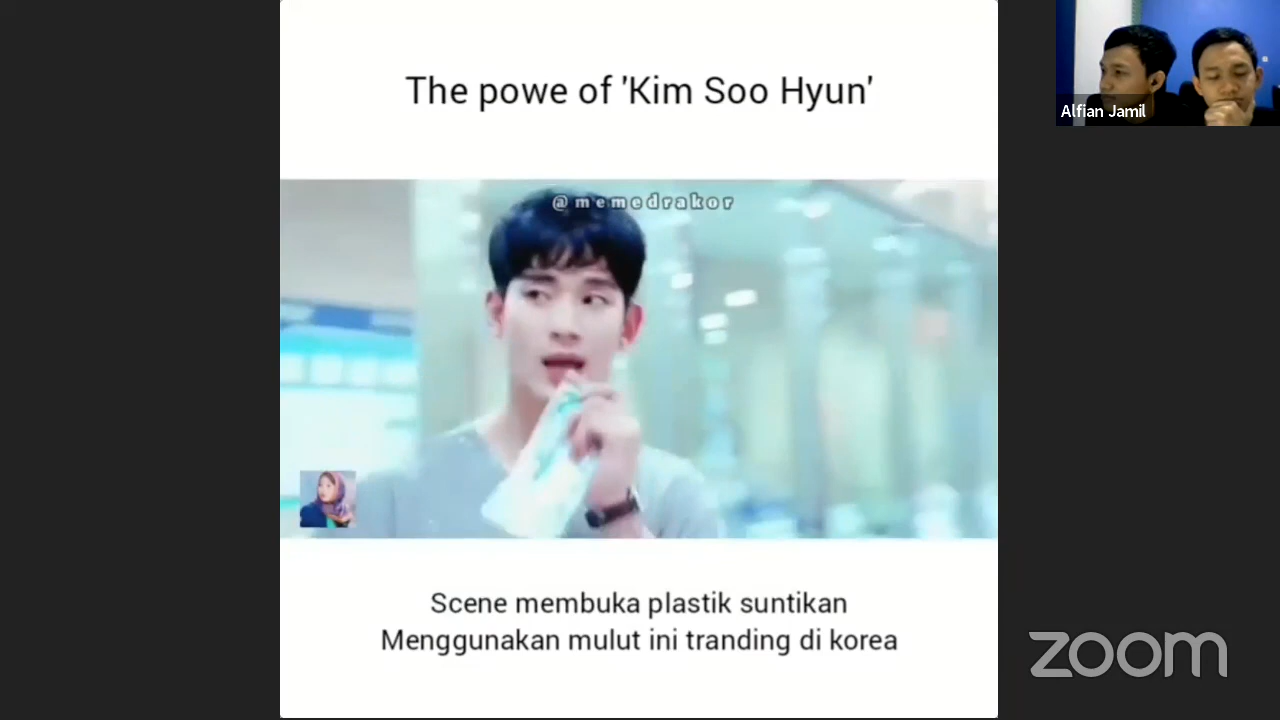 The powe of 'Kim Soo Hyun'
Alfian Jamil
@memedrakor
Scene membuka plastik suntikan
Menggunakan mulut ini tranding di korea
zoom